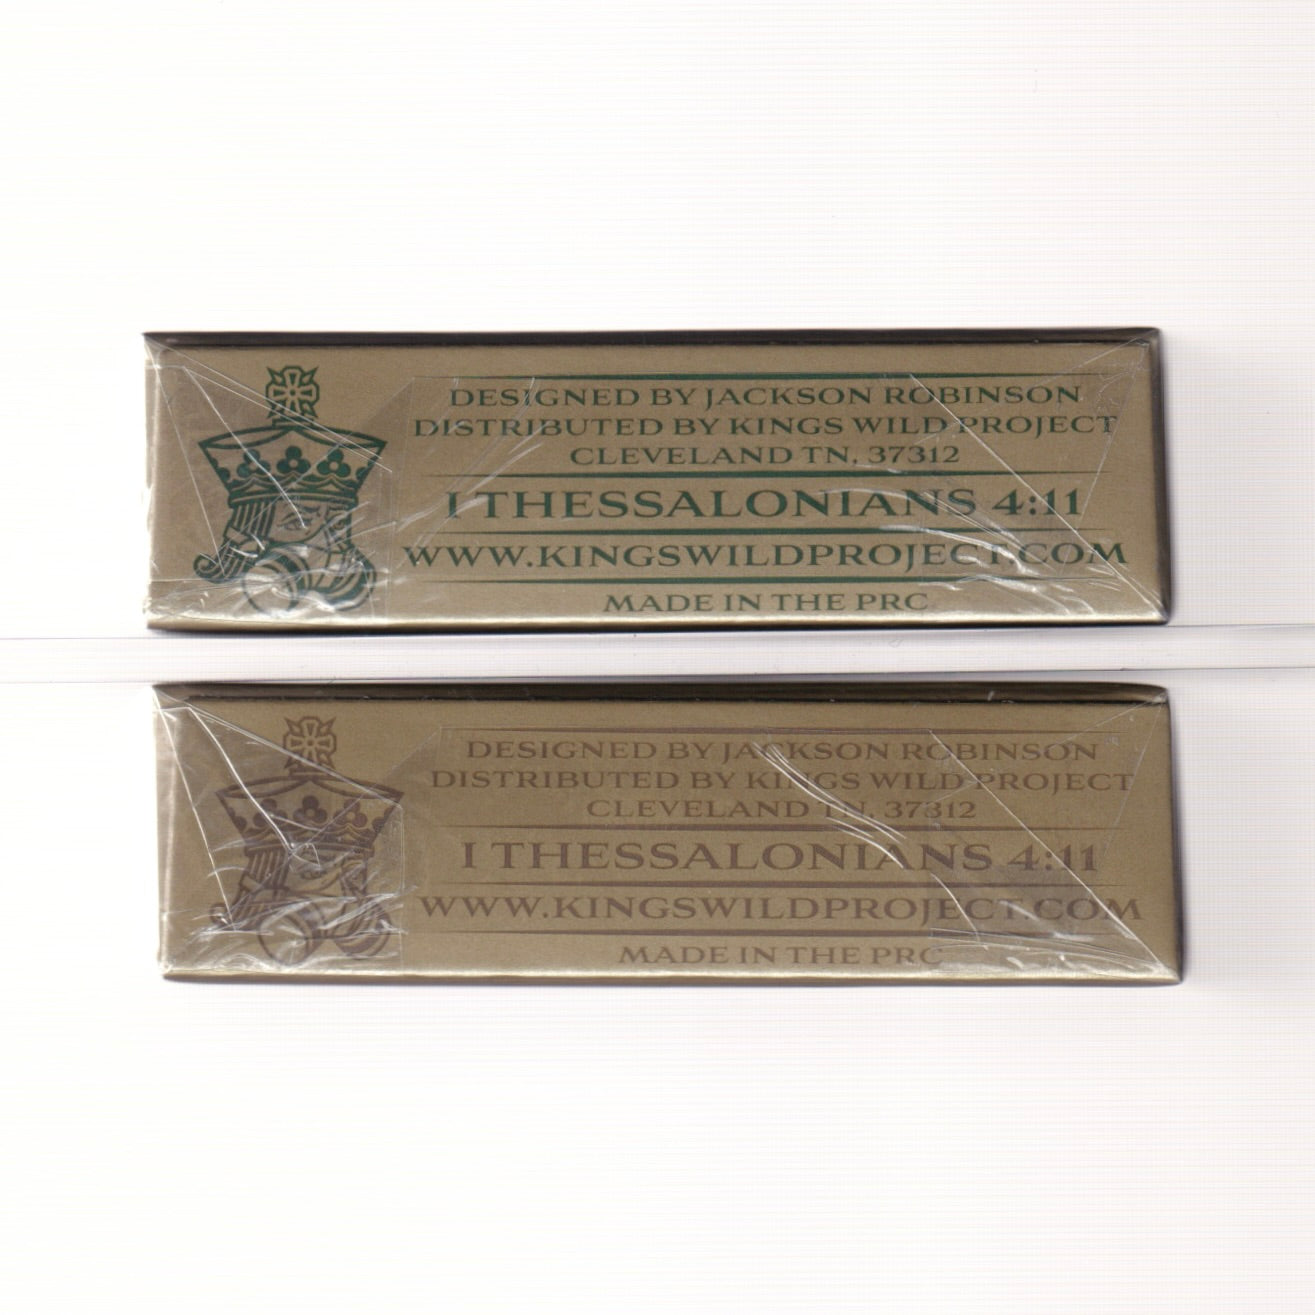 DESIGNED BY JACKSON ROBINSON
DISTRIBUTED BY KINGS WILD PROJECT
CLEVELAND TN, 37312
I THESSALONIANS 4:11
WWW.KINGSWILDPROJECT.COM
MADE IN THE PRC
DESIGNED BY JACKSON ROBINSON
DISTRIBUTED BY KINGS WILD PROJECT
CLEVELAND TN, 37312
I THESSALONIANS 4:11
WWW.KINGSWILDPROJECT.COM
MADE IN THE PRC